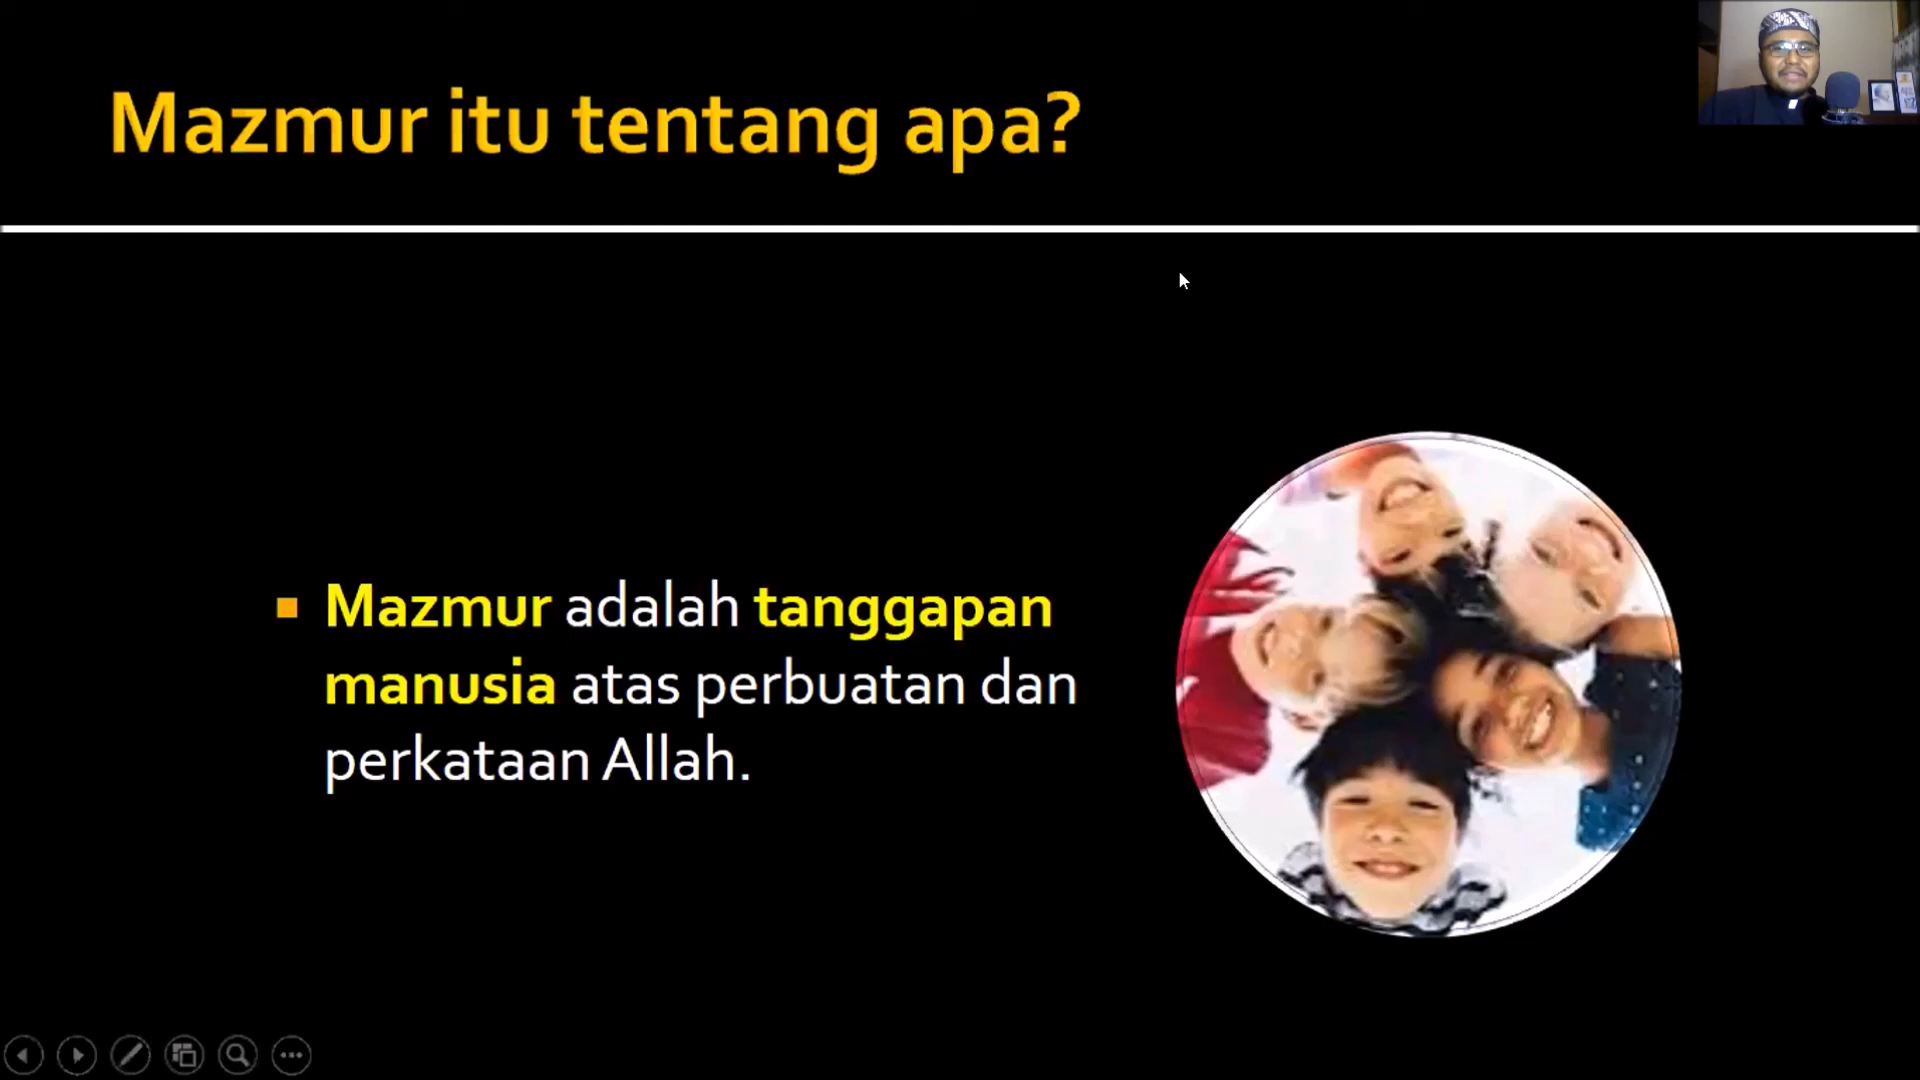 Mazmur itu tentang apa?
Mazmur adalah tanggapan
manusia atas perbuatan dan
perkataan Allah.